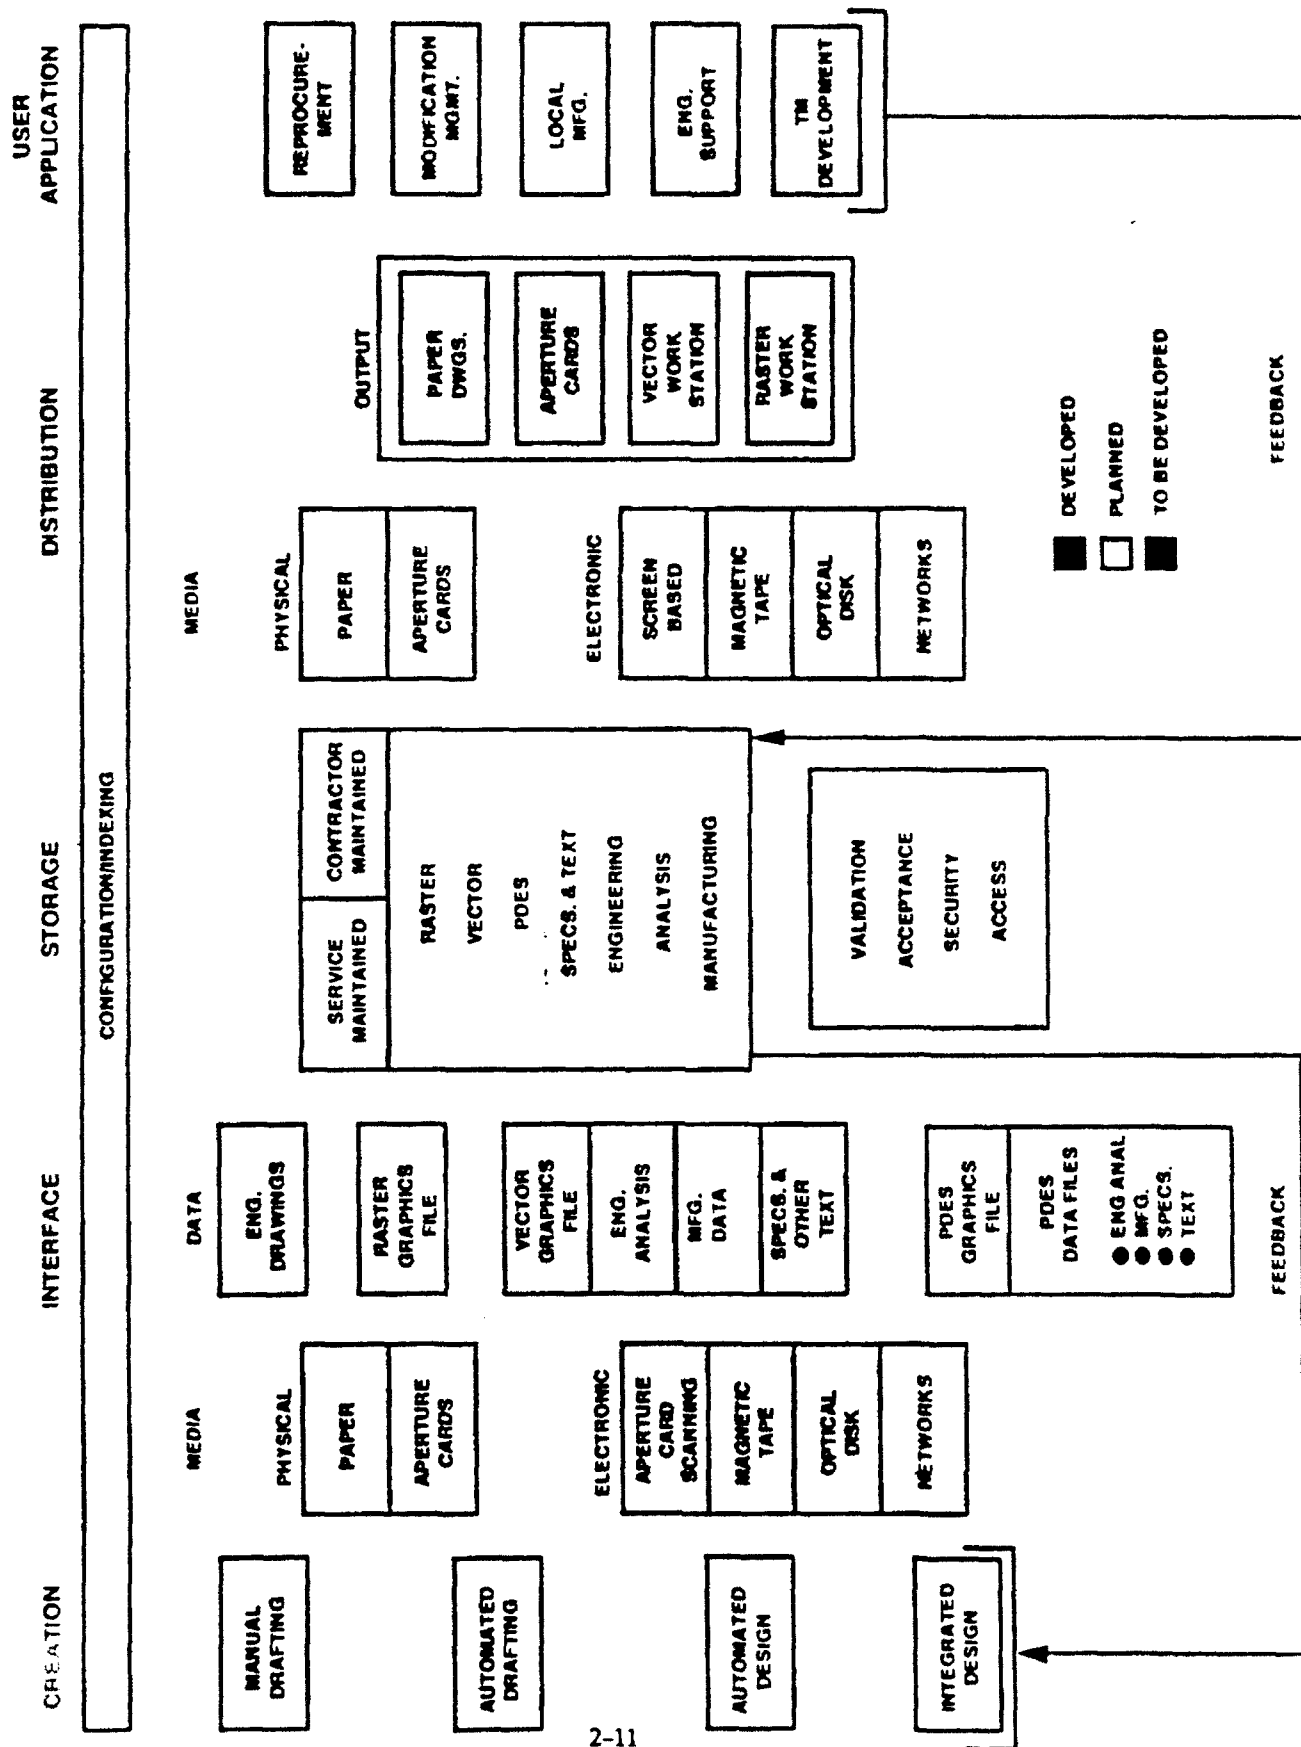 CREATION
INTERFACE
STORAGE
DISTRIBUTION
USER
APPLICATION
CONFIGURATION/INDEXING
MANUAL
DRAFTING
AUTOMATED
DRAFTING
AUTOMATED
DESIGN
INTEGRATED
DESIGN
MEDIA
PHYSICAL
PAPER
APERTURE
CARDS
ELECTRONIC
APERTURE
CARD
SCANNING
MAGNETIC
TAPE
OPTICAL
DISK
NETWORKS
DATA
ENG.
DRAWINGS
RASTER
GRAPHICS
FILE
VECTOR
GRAPHICS
FILE
ENG.
ANALYSIS
MFG.
DATA
SPECS. &
OTHER
TEXT
PDES
GRAPHICS
FILE
PDES
DATA FILES
● ENG ANAL
● MFG.
● SPECS.
● TEXT
FEEDBACK
SERVICE
MAINTAINED
CONTRACTOR
MAINTAINED
RASTER
VECTOR
PDES
SPECS. & TEXT
ENGINEERING
ANALYSIS
MANUFACTURING
VALIDATION
ACCEPTANCE
SECURITY
ACCESS
MEDIA
PHYSICAL
PAPER
APERTURE
CARDS
ELECTRONIC
SCREEN
BASED
MAGNETIC
TAPE
OPTICAL
DISK
NETWORKS
OUTPUT
PAPER
DWGS.
APERTURE
CARDS
VECTOR
WORK
STATION
RASTER
WORK
STATION
DEVELOPED
PLANNED
TO BE DEVELOPED
FEEDBACK
REPROCURE-
MENT
MODIFICATION
MGMT.
LOCAL
MFG.
ENG.
SUPPORT
TM
DEVELOPMENT
2-11